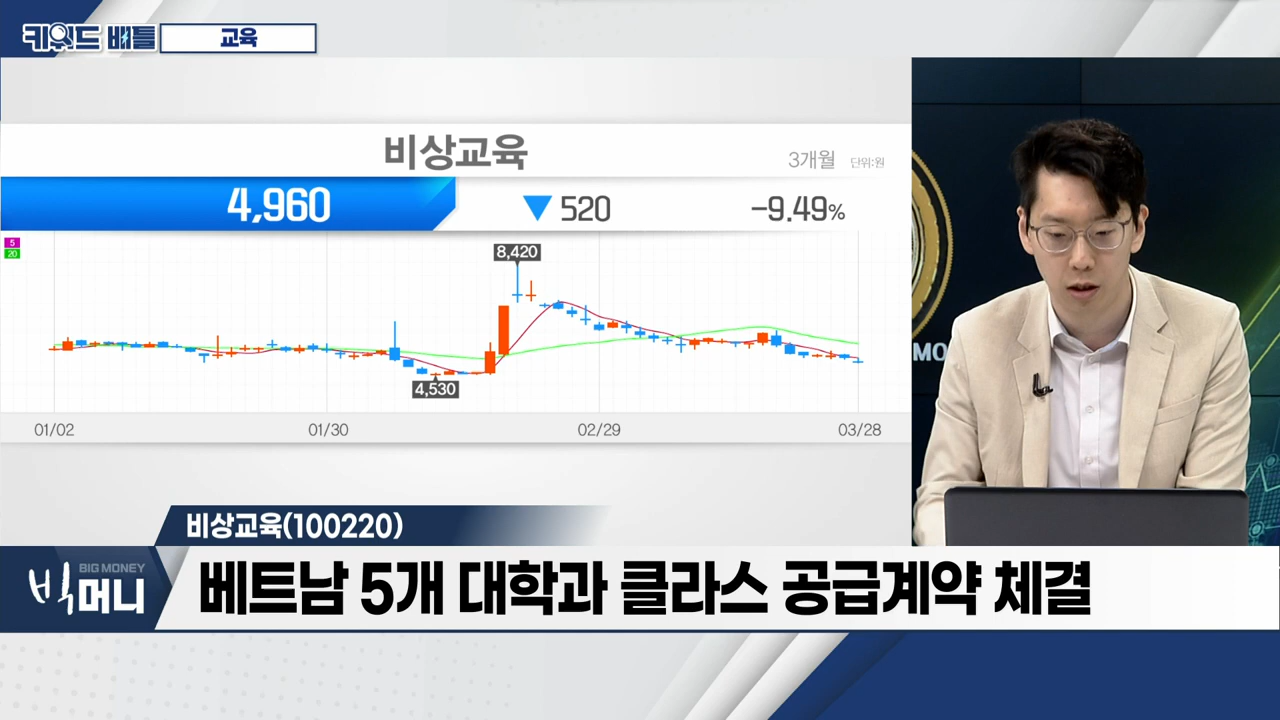 키워드 배틀
교육
비상교육
3개월 단위:원
4,960 ▼ 520 -9.49%
5
20
8,420
4,530
01/02 01/30 02/29 03/28
MO
비상교육(100220)
BIG MONEY
빅머니
베트남 5개 대학과 클라스 공급계약 체결